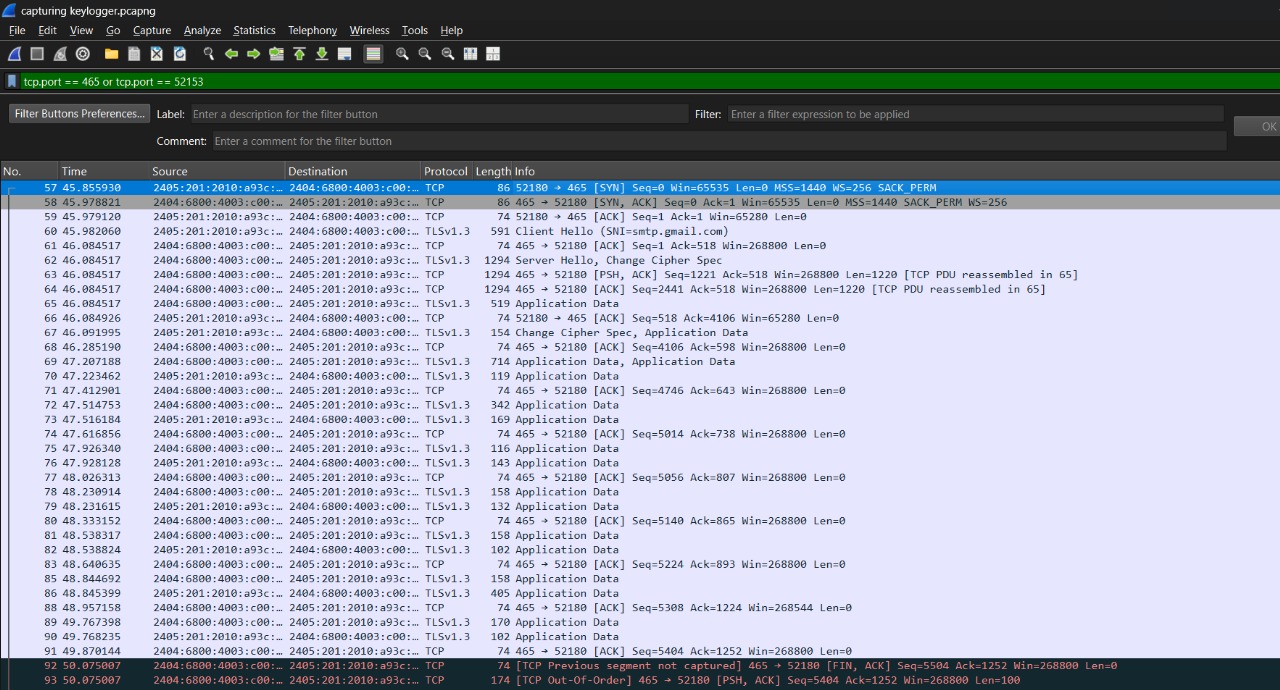 capturing keylogger.pcapng
File Edit View Go Capture Analyze Statistics Telephony Wireless Tools Help
tcp.port == 465 or tcp.port == 52153
Filter Buttons Preferences... Label: Enter a description for the filter button Filter: Enter a filter expression to be applied
OK
Comment: Enter a comment for the filter button
No. Time Source Destination Protocol Length Info
57 45.855930 2405:201:2010:a93c:… 2404:6800:4003:c00:… TCP 86 52180 → 465 [SYN] Seq=0 Win=65535 Len=0 MSS=1440 WS=256 SACK_PERM
58 45.978821 2404:6800:4003:c00:… 2405:201:2010:a93c:… TCP 86 465 → 52180 [SYN, ACK] Seq=0 Ack=1 Win=65535 Len=0 MSS=1440 SACK_PERM WS=256
59 45.979120 2405:201:2010:a93c:… 2404:6800:4003:c00:… TCP 74 52180 → 465 [ACK] Seq=1 Ack=1 Win=65280 Len=0
60 45.982060 2405:201:2010:a93c:… 2404:6800:4003:c00:… TLSv1.3 591 Client Hello (SNI=smtp.gmail.com)
61 46.084517 2404:6800:4003:c00:… 2405:201:2010:a93c:… TCP 74 465 → 52180 [ACK] Seq=1 Ack=518 Win=268800 Len=0
62 46.084517 2404:6800:4003:c00:… 2405:201:2010:a93c:… TLSv1.3 1294 Server Hello, Change Cipher Spec
63 46.084517 2404:6800:4003:c00:… 2405:201:2010:a93c:… TCP 1294 465 → 52180 [PSH, ACK] Seq=1221 Ack=518 Win=268800 Len=1220 [TCP PDU reassembled in 65]
64 46.084517 2404:6800:4003:c00:… 2405:201:2010:a93c:… TCP 1294 465 → 52180 [ACK] Seq=2441 Ack=518 Win=268800 Len=1220 [TCP PDU reassembled in 65]
65 46.084517 2404:6800:4003:c00:… 2405:201:2010:a93c:… TLSv1.3 519 Application Data
66 46.084926 2405:201:2010:a93c:… 2404:6800:4003:c00:… TCP 74 52180 → 465 [ACK] Seq=518 Ack=4106 Win=65280 Len=0
67 46.091995 2405:201:2010:a93c:… 2404:6800:4003:c00:… TLSv1.3 154 Change Cipher Spec, Application Data
68 46.285190 2404:6800:4003:c00:… 2405:201:2010:a93c:… TCP 74 465 → 52180 [ACK] Seq=4106 Ack=598 Win=268800 Len=0
69 47.207188 2404:6800:4003:c00:… 2405:201:2010:a93c:… TLSv1.3 714 Application Data, Application Data
70 47.223462 2405:201:2010:a93c:… 2404:6800:4003:c00:… TLSv1.3 119 Application Data
71 47.412901 2404:6800:4003:c00:… 2405:201:2010:a93c:… TCP 74 465 → 52180 [ACK] Seq=4746 Ack=643 Win=268800 Len=0
72 47.514753 2404:6800:4003:c00:… 2405:201:2010:a93c:… TLSv1.3 342 Application Data
73 47.516184 2405:201:2010:a93c:… 2404:6800:4003:c00:… TLSv1.3 169 Application Data
74 47.616856 2404:6800:4003:c00:… 2405:201:2010:a93c:… TCP 74 465 → 52180 [ACK] Seq=5014 Ack=738 Win=268800 Len=0
75 47.926340 2404:6800:4003:c00:… 2405:201:2010:a93c:… TLSv1.3 116 Application Data
76 47.928128 2405:201:2010:a93c:… 2404:6800:4003:c00:… TLSv1.3 143 Application Data
77 48.026313 2404:6800:4003:c00:… 2405:201:2010:a93c:… TCP 74 465 → 52180 [ACK] Seq=5056 Ack=807 Win=268800 Len=0
78 48.230914 2404:6800:4003:c00:… 2405:201:2010:a93c:… TLSv1.3 158 Application Data
79 48.231615 2405:201:2010:a93c:… 2404:6800:4003:c00:… TLSv1.3 132 Application Data
80 48.333152 2404:6800:4003:c00:… 2405:201:2010:a93c:… TCP 74 465 → 52180 [ACK] Seq=5140 Ack=865 Win=268800 Len=0
81 48.538317 2404:6800:4003:c00:… 2405:201:2010:a93c:… TLSv1.3 158 Application Data
82 48.538824 2405:201:2010:a93c:… 2404:6800:4003:c00:… TLSv1.3 102 Application Data
83 48.640635 2404:6800:4003:c00:… 2405:201:2010:a93c:… TCP 74 465 → 52180 [ACK] Seq=5224 Ack=893 Win=268800 Len=0
85 48.844692 2404:6800:4003:c00:… 2405:201:2010:a93c:… TLSv1.3 158 Application Data
86 48.845399 2405:201:2010:a93c:… 2404:6800:4003:c00:… TLSv1.3 405 Application Data
88 48.957158 2404:6800:4003:c00:… 2405:201:2010:a93c:… TCP 74 465 → 52180 [ACK] Seq=5308 Ack=1224 Win=268544 Len=0
89 49.767398 2404:6800:4003:c00:… 2405:201:2010:a93c:… TLSv1.3 170 Application Data
90 49.768235 2405:201:2010:a93c:… 2404:6800:4003:c00:… TLSv1.3 102 Application Data
91 49.870144 2404:6800:4003:c00:… 2405:201:2010:a93c:… TCP 74 465 → 52180 [ACK] Seq=5404 Ack=1252 Win=268800 Len=0
92 50.075007 2404:6800:4003:c00:… 2405:201:2010:a93c:… TCP 74 [TCP Previous segment not captured] 465 → 52180 [FIN, ACK] Seq=5504 Ack=1252 Win=268800 Len=0
93 50.075007 2404:6800:4003:c00:… 2405:201:2010:a93c:… TCP 174 [TCP Out-Of-Order] 465 → 52180 [PSH, ACK] Seq=5404 Ack=1252 Win=268800 Len=100